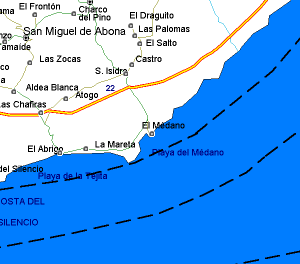 El Frontón
Charco
del Pino
El Draguito
San Miguel de Abona
Las Palomas
El Salto
Las Zocas
Castro
S. Isidro
Aldea Blanca
22
Atogo
as Chafiras
El Médano
La Mareta
El Abrigo
Playa del Médano
del Silencio
Playa de la Tejita
OSTA DEL
SILENCIO